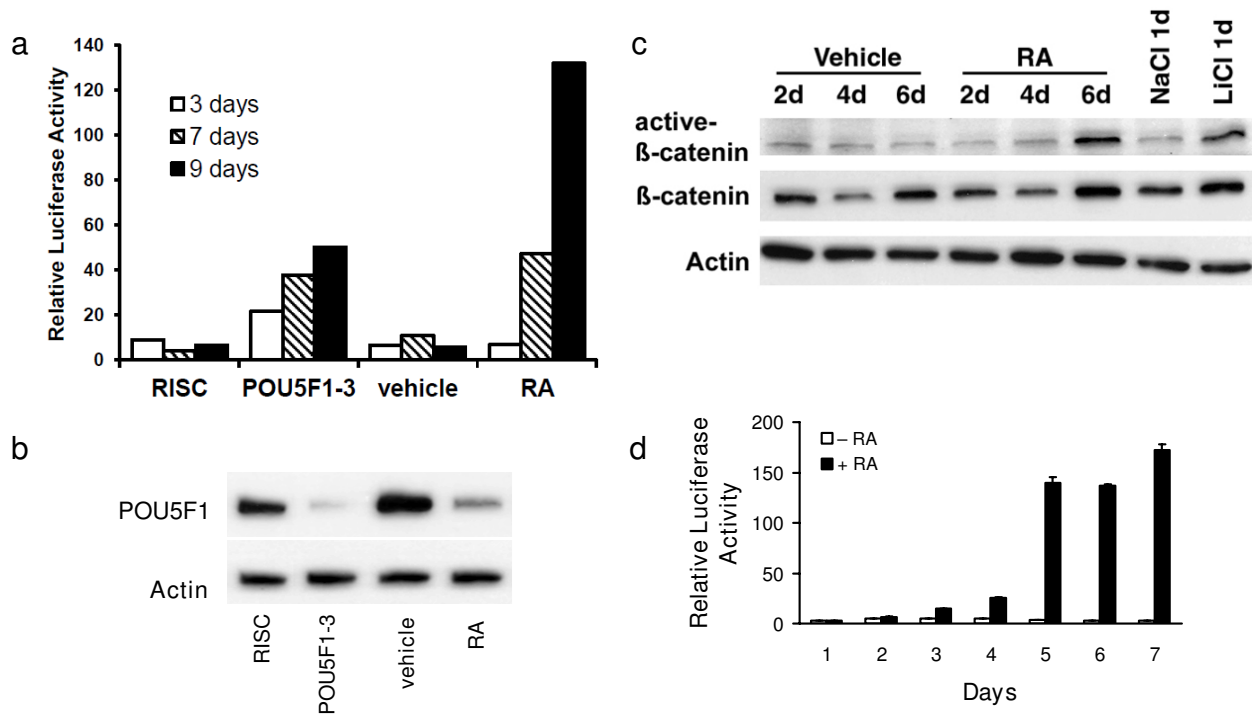 a
Relative Luciferase Activity
140
120
100
80
60
40
20
0
3 days
7 days
9 days
RISC POU5F1-3 vehicle RA
b
POU5F1
Actin
RISC
POU5F1-3
vehicle
RA
c
Vehicle RA
2d 4d 6d 2d 4d 6d
NaCl 1d
LiCl 1d
active-
ß-catenin
ß-catenin
Actin
d
Relative Luciferase
Activity
200
150
100
50
0
– RA
+ RA
1 2 3 4 5 6 7
Days